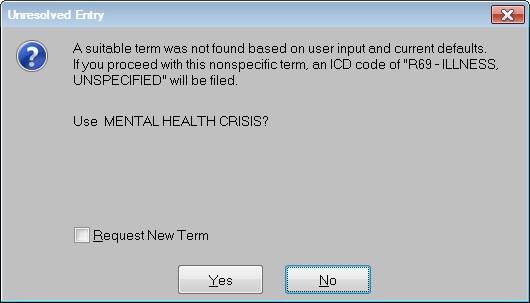 Unresolved Entry
A suitable term was not found based on user input and current defaults.
If you proceed with this nonspecific term, an ICD code of "R69 - ILLNESS,
UNSPECIFIED" will be filed.
Use  MENTAL HEALTH CRISIS?
Request New Term
Yes
No